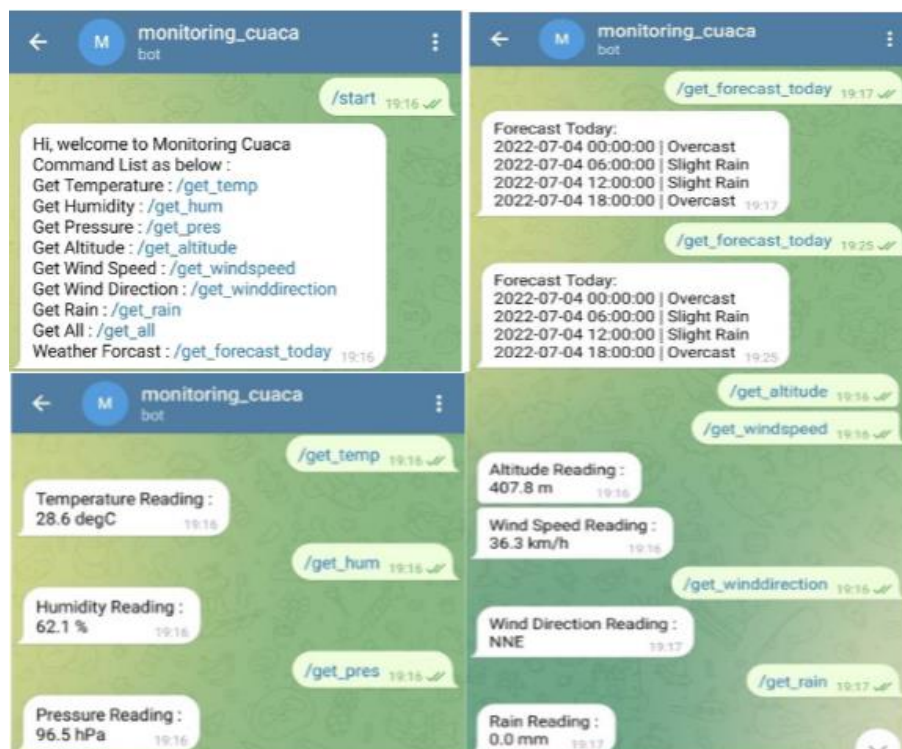 monitoring_cuaca
M
bot
/start 19:16
Hi, welcome to Monitoring Cuaca
Command List as below :
Get Temperature : /get_temp
Get Humidity : /get_hum
Get Pressure : /get_pres
Get Altitude : /get_altitude
Get Wind Speed : /get_windspeed
Get Wind Direction : /get_winddirection
Get Rain : /get_rain
Get All : /get_all
Weather Forcast : /get_forecast_today 19:16
monitoring_cuaca
M
bot
/get_forecast_today 19:17
Forecast Today:
2022-07-04 00:00:00 | Overcast
2022-07-04 06:00:00 | Slight Rain
2022-07-04 12:00:00 | Slight Rain
2022-07-04 18:00:00 | Overcast 19:17
/get_forecast_today 19:25
Forecast Today:
2022-07-04 00:00:00 | Overcast
2022-07-04 06:00:00 | Slight Rain
2022-07-04 12:00:00 | Slight Rain
2022-07-04 18:00:00 | Overcast 19:25
monitoring_cuaca
M
bot
/get_temp 19:16
Temperature Reading :
28.6 degC 19:16
/get_hum 19:16
Humidity Reading :
62.1 % 19:16
/get_pres 19:16
Pressure Reading :
96.5 hPa 19:16
/get_altitude 19:16
/get_windspeed 19:16
Altitude Reading :
407.8 m 19:16
Wind Speed Reading :
36.3 km/h 19:16
/get_winddirection 19:16
Wind Direction Reading :
NNE 19:17
/get_rain 19:17
Rain Reading :
0.0 mm 19:17